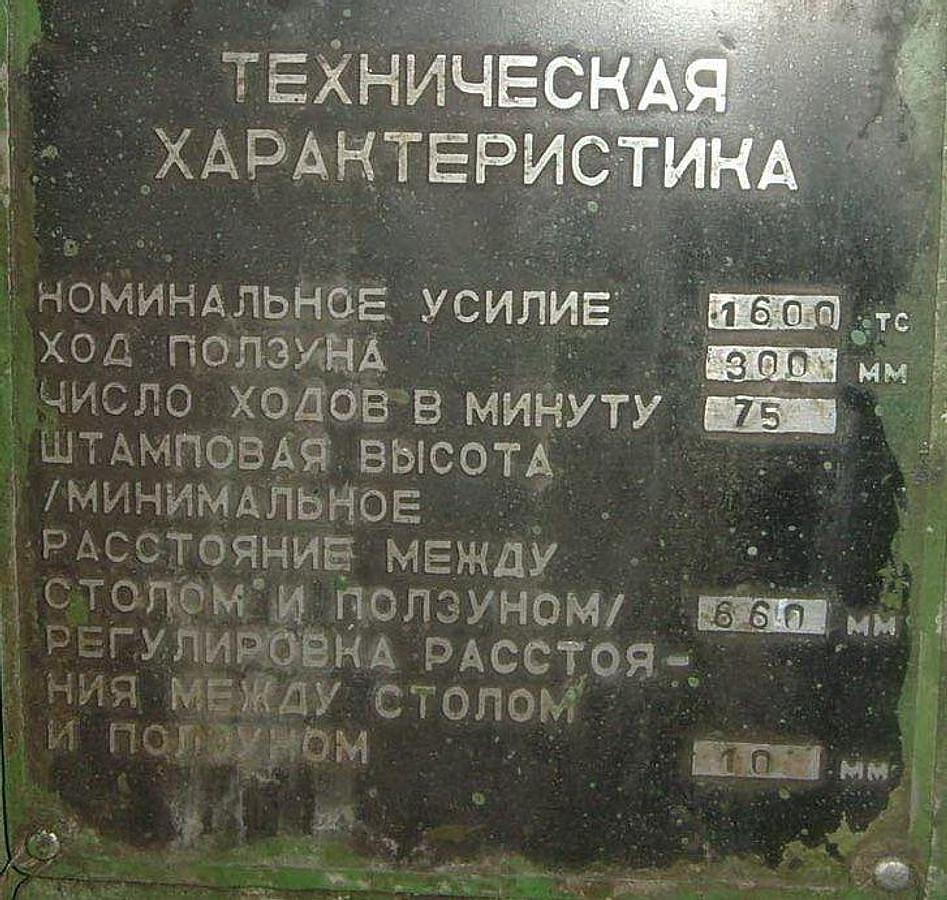 ТЕХНИЧЕСКАЯ
ХАРАКТЕРИСТИКА
НОМИНАЛЬНОЕ УСИЛИЕ 1600 ТС
ХОД ПОЛЗУНА 300 ММ
ЧИСЛО ХОДОВ В МИНУТУ 75
ШТАМПОВАЯ ВЫСОТА
/МИНИМАЛЬНОЕ
РАССТОЯНИЕ МЕЖДУ
СТОЛОМ И ПОЛЗУНОМ/ 660 ММ
РЕГУЛИРОВКА РАССТОЯ-
НИЯ МЕЖДУ СТОЛОМ
И ПОЛЗУНОМ 10 ММ